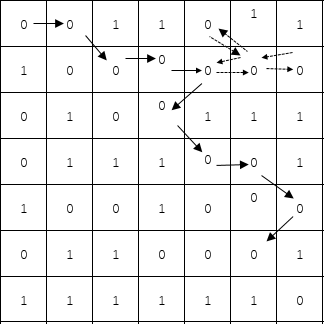 0 0 1 1 0 1 1
1 0 0 0 0 0 0
0 1 0 0 1 1 1
0 1 1 1 0 0 1
1 0 0 1 0 0 0
0 1 1 0 0 0 1
1 1 1 1 1 1 0